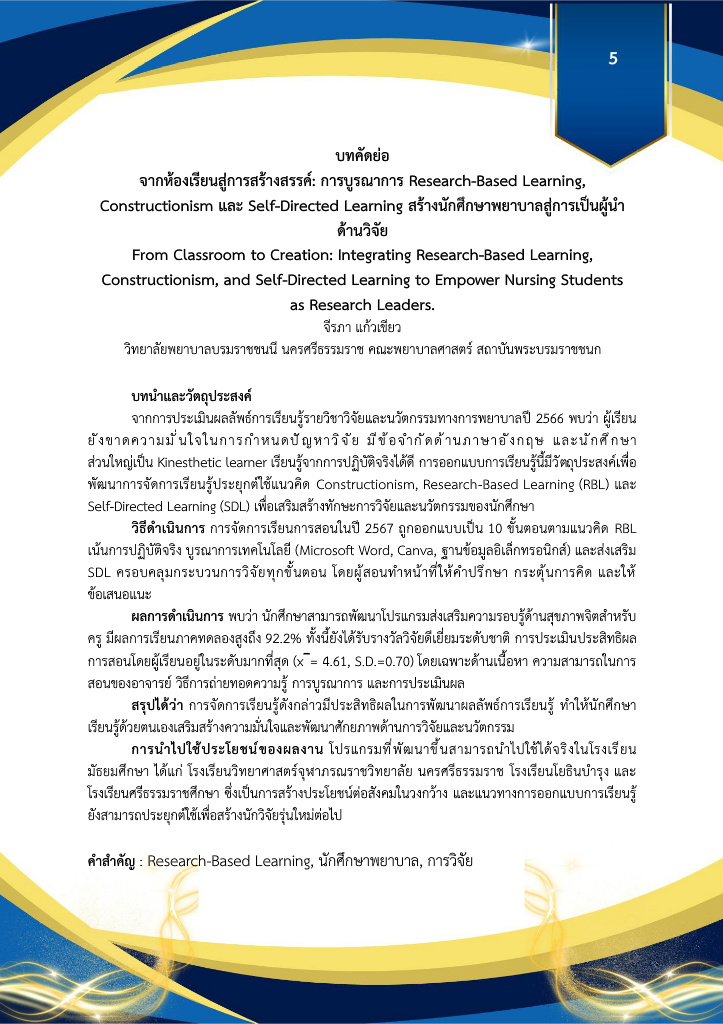 5
บทคัดย่อ
จากห้องเรียนสู่การสร้างสรรค์: การบูรณาการ Research-Based Learning,
Constructionism และ Self-Directed Learning สร้างนักศึกษาพยาบาลสู่การเป็นผู้นำ
ด้านวิจัย
From Classroom to Creation: Integrating Research-Based Learning,
Constructionism, and Self-Directed Learning to Empower Nursing Students
as Research Leaders.
จีรภา แก้วเขียว
วิทยาลัยพยาบาลบรมราชชนนี นครศรีธรรมราช คณะพยาบาลศาสตร์ สถาบันพระบรมราชชนก
บทนำและวัตถุประสงค์
จากการประเมินผลลัพธ์การเรียนรู้รายวิชาวิจัยและนวัตกรรมทางการพยาบาลปี 2566 พบว่า ผู้เรียน
ยังขาดความมั่นใจในการกำหนดปัญหาวิจัย มีข้อจำกัดด้านภาษาอังกฤษ และนักศึกษา
ส่วนใหญ่เป็น Kinesthetic learner เรียนรู้จากการปฏิบัติจริงได้ดี การออกแบบการเรียนรู้นี้มีวัตถุประสงค์เพื่อ
พัฒนาการจัดการเรียนรู้ประยุกต์ใช้แนวคิด Constructionism, Research-Based Learning (RBL) และ
Self-Directed Learning (SDL) เพื่อเสริมสร้างทักษะการวิจัยและนวัตกรรมของนักศึกษา
วิธีดำเนินการ การจัดการเรียนการสอนในปี 2567 ถูกออกแบบเป็น 10 ขั้นตอนตามแนวคิด RBL
เน้นการปฏิบัติจริง บูรณาการเทคโนโลยี (Microsoft Word, Canva, ฐานข้อมูลอิเล็กทรอนิกส์) และส่งเสริม
SDL ครอบคลุมกระบวนการวิจัยทุกขั้นตอน โดยผู้สอนทำหน้าที่ให้คำปรึกษา กระตุ้นการคิด และให้
ข้อเสนอแนะ
ผลการดำเนินการ พบว่า นักศึกษาสามารถพัฒนาโปรแกรมส่งเสริมความรอบรู้ด้านสุขภาพจิตสำหรับ
ครู มีผลการเรียนภาคทดลองสูงถึง 92.2% ทั้งนี้ยังได้รับรางวัลวิจัยดีเยี่ยมระดับชาติ การประเมินประสิทธิผล
การสอนโดยผู้เรียนอยู่ในระดับมากที่สุด (x‾= 4.61, S.D.=0.70) โดยเฉพาะด้านเนื้อหา ความสามารถในการ
สอนของอาจารย์ วิธีการถ่ายทอดความรู้ การบูรณาการ และการประเมินผล
สรุปได้ว่า การจัดการเรียนรู้ดังกล่าวมีประสิทธิผลในการพัฒนาผลลัพธ์การเรียนรู้ ทำให้นักศึกษา
เรียนรู้ด้วยตนเองเสริมสร้างความมั่นใจและพัฒนาศักยภาพด้านการวิจัยและนวัตกรรม
การนำไปใช้ประโยชน์ของผลงาน โปรแกรมที่พัฒนาขึ้นสามารถนำไปใช้ได้จริงในโรงเรียน
มัธยมศึกษา ได้แก่ โรงเรียนวิทยาศาสตร์จุฬาภรณราชวิทยาลัย นครศรีธรรมราช โรงเรียนโยธินบำรุง และ
โรงเรียนศรีธรรมราชศึกษา ซึ่งเป็นการสร้างประโยชน์ต่อสังคมในวงกว้าง และแนวทางการออกแบบการเรียนรู้
ยังสามารถประยุกต์ใช้เพื่อสร้างนักวิจัยรุ่นใหม่ต่อไป
คำสำคัญ : Research-Based Learning, นักศึกษาพยาบาล, การวิจัย